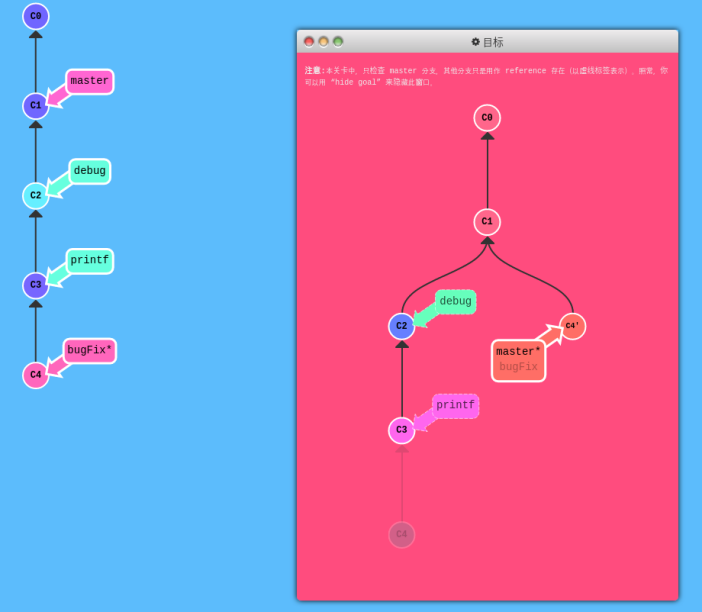 C0
master
C1
debug
C2
printf
C3
bugFix*
C4
目标
注意:本关卡中，只检查 master 分支，其他分支只是用作 reference 存在（以虚线标签表示）。照常，你
可以用 “hide goal” 来隐藏此窗口。
C0
C1
debug
C2
C4'
master*
bugFix
printf
C3
C4